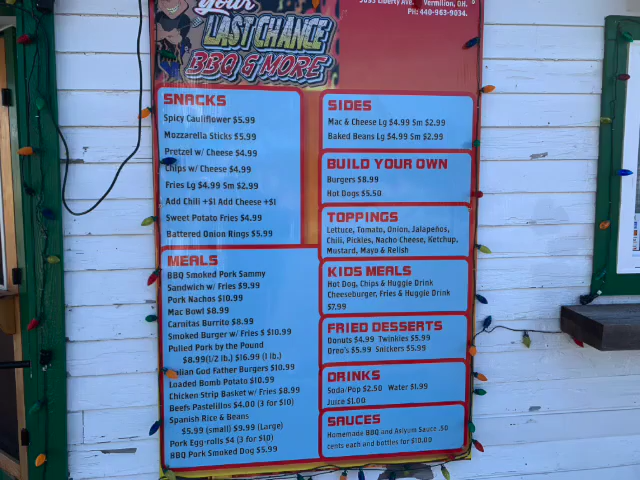 Your
LAST CHANCE
BBQ & MORE
Liberty Ave. Vermilion, OH.
PH: 440-963-9034.
SNACKS
Spicy Cauliflower $5.99
Mozzarella Sticks $5.99
Pretzel w/ Cheese $4.99
Chips w/ Cheese $4.99
Fries Lg $4.99 Sm $2.99
Add Chili +$1 Add Cheese +$1
Sweet Potato Fries $4.99
Battered Onion Rings $5.99
MEALS
BBQ Smoked Pork Sammy
Sandwich w/ Fries $9.99
Pork Nachos $10.99
Mac Bowl $8.99
Carnitas Burrito $8.99
Smoked Burger w/ Fries $ $10.99
Pulled Pork by the Pound
$8.99(1/2 lb.) $16.99 (1 lb.)
alian God Father Burgers $10.99
Loaded Bomb Potato $10.99
Chicken Strip Basket w/ Fries $8.99
Beefs Pastelillos $4.00 (3 for $10)
Spanish Rice & Beans
$5.99 (small) $9.99 (Large)
Pork Egg-rolls $4 (3 for $10)
BBQ Pork Smoked Dog $5.99
SIDES
Mac & Cheese Lg $4.99 Sm $2.99
Baked Beans Lg $4.99 Sm $2.99
BUILD YOUR OWN
Burgers $8.99
Hot Dogs $5.50
TOPPINGS
Lettuce, Tomato, Onion, Jalapeños,
Chili, Pickles, Nacho Cheese, Ketchup,
Mustard, Mayo & Relish
KIDS MEALS
Hot Dog, Chips & Huggie Drink
Cheeseburger, Fries & Huggie Drink
$7.99
FRIED DESSERTS
Donuts $4.99 Twinkies $5.99
Oreo's $5.99 Snickers $5.99
DRINKS
Soda/Pop $2.50 Water $1.99
Juice $1.00
SAUCES
Homemade BBQ and Asiyum Sauce .50
cents each and bottles for $10.00